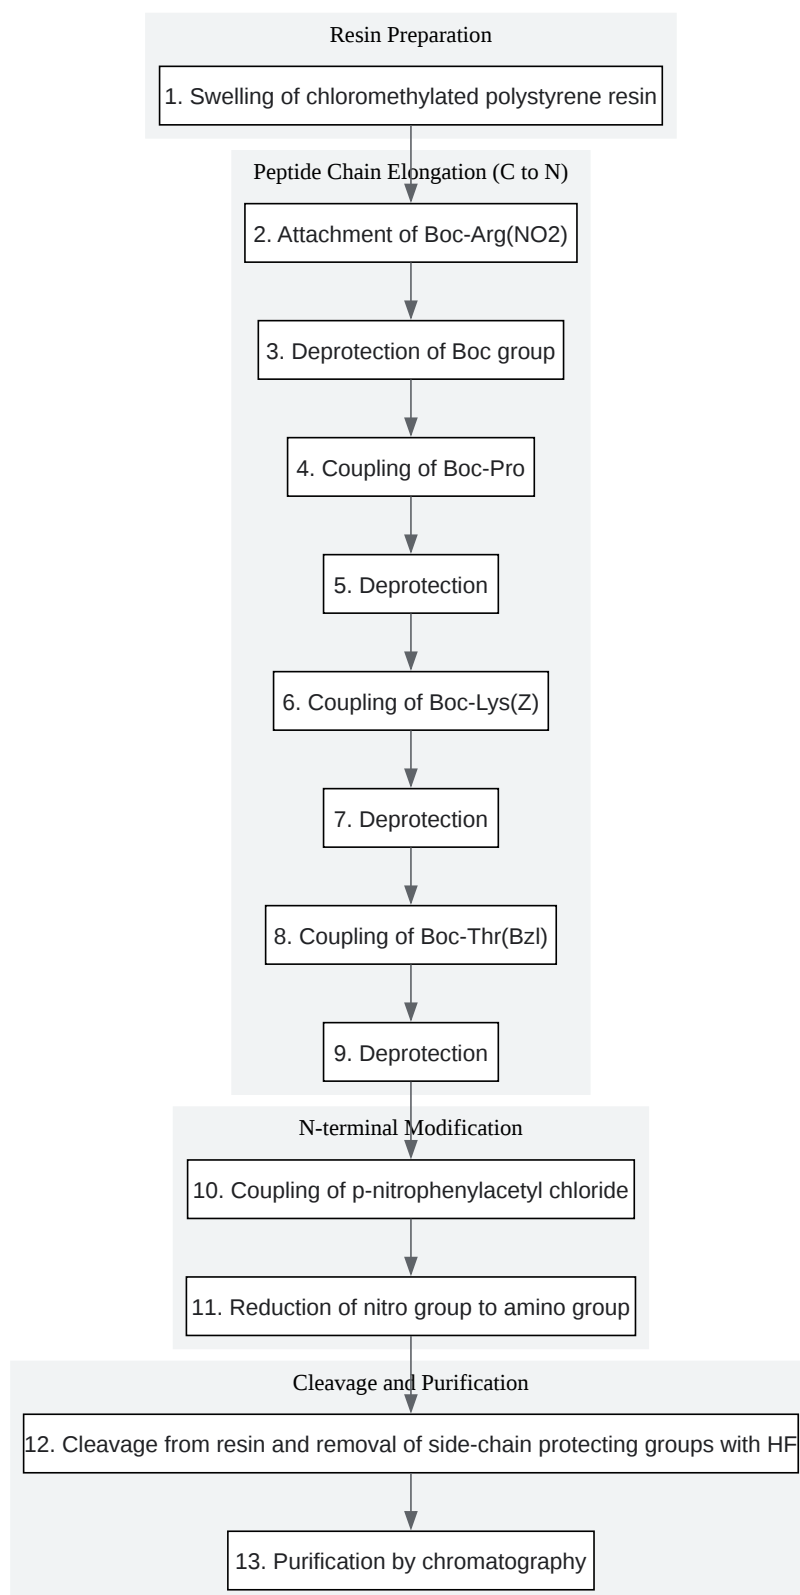 Resin Preparation
1. Swelling of chloromethylated polystyrene resin
Peptide Chain Elongation (C to N)
2. Attachment of Boc-Arg(NO2)
3. Deprotection of Boc group
4. Coupling of Boc-Pro
5. Deprotection
6. Coupling of Boc-Lys(Z)
7. Deprotection
8. Coupling of Boc-Thr(Bzl)
9. Deprotection
N-terminal Modification
10. Coupling of p-nitrophenylacetyl chloride
11. Reduction of nitro group to amino group
Cleavage and Purification
12. Cleavage from resin and removal of side-chain protecting groups with HF
13. Purification by chromatography